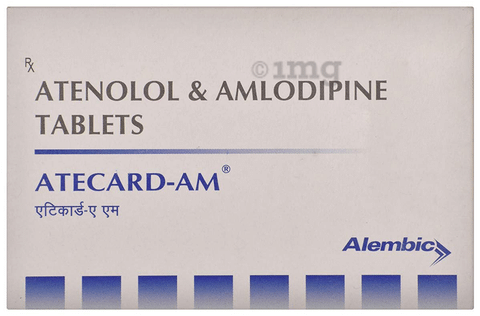 ©1mg
Rx
ATENOLOL & AMLODIPINE
TABLETS
ATECARD-AM®
एटिकार्ड-ए एम
Alembic